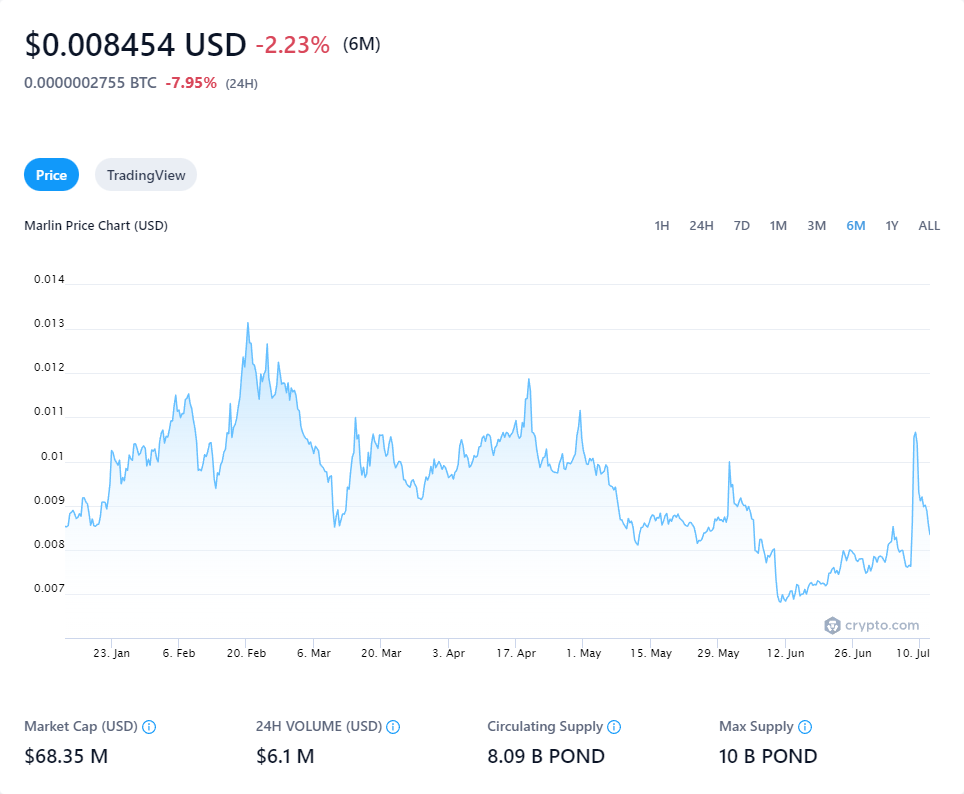 $0.008454 USD -2.23% (6M)
0.0000002755 BTC -7.95% (24H)
Price TradingView
Marlin Price Chart (USD) 1H 24H 7D 1M 3M 6M 1Y ALL
0.014
0.013
0.012
0.011
0.01
0.009
0.008
0.007
crypto.com
23. Jan 6. Feb 20. Feb 6. Mar 20. Mar 3. Apr 17. Apr 1. May 15. May 29. May 12. Jun 26. Jun 10. Jul
Market Cap (USD) 24H VOLUME (USD) Circulating Supply Max Supply
$68.35 M $6.1 M 8.09 B POND 10 B POND